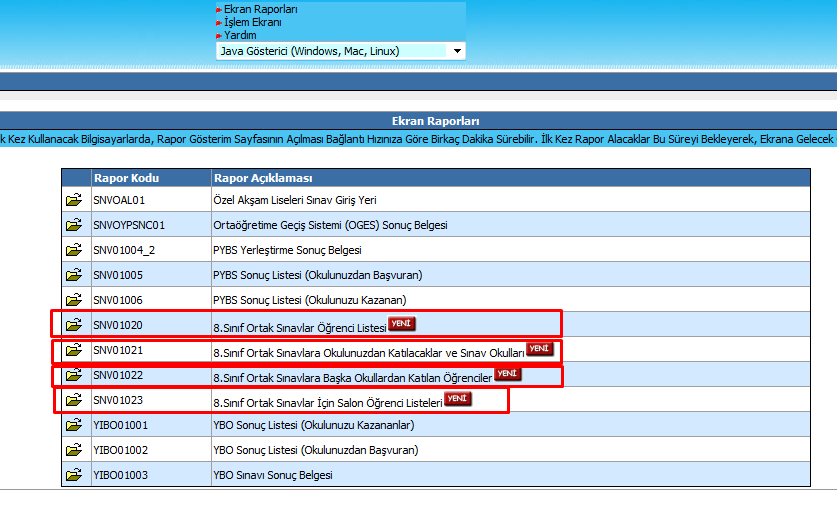 Ekran Raporları
İşlem Ekranı
Yardım
Java Gösterici (Windows, Mac, Linux)
Ekran Raporları
k Kez Kullanacak Bilgisayarlarda, Rapor Gösterim Sayfasının Açılması Bağlantı Hızınıza Göre Birkaç Dakika Sürebilir. İlk Kez Rapor Alacaklar Bu Süreyi Bekleyerek, Ekrana Gelecek
Rapor Kodu Rapor Açıklaması
SNVOAL01 Özel Akşam Liseleri Sınav Giriş Yeri
SNVOYPSNC01 Ortaöğretime Geçiş Sistemi (OGES) Sonuç Belgesi
SNV01004_2 PYBS Yerleştirme Sonuç Belgesi
SNV01005 PYBS Sonuç Listesi (Okulunuzdan Başvuran)
SNV01006 PYBS Sonuç Listesi (Okulunuzu Kazanan)
SNV01020 8.Sınıf Ortak Sınavlar Öğrenci Listesi YENİ
SNV01021 8.Sınıf Ortak Sınavlara Okulunuzdan Katılacaklar ve Sınav Okulları YENİ
SNV01022 8.Sınıf Ortak Sınavlara Başka Okullardan Katılan Öğrenciler YENİ
SNV01023 8.Sınıf Ortak Sınavlar İçin Salon Öğrenci Listeleri YENİ
YIBO01001 YBO Sonuç Listesi (Okulunuzu Kazananlar)
YIBO01002 YBO Sonuç Listesi (Okulunuzdan Başvuran)
YIBO01003 YBO Sınavı Sonuç Belgesi